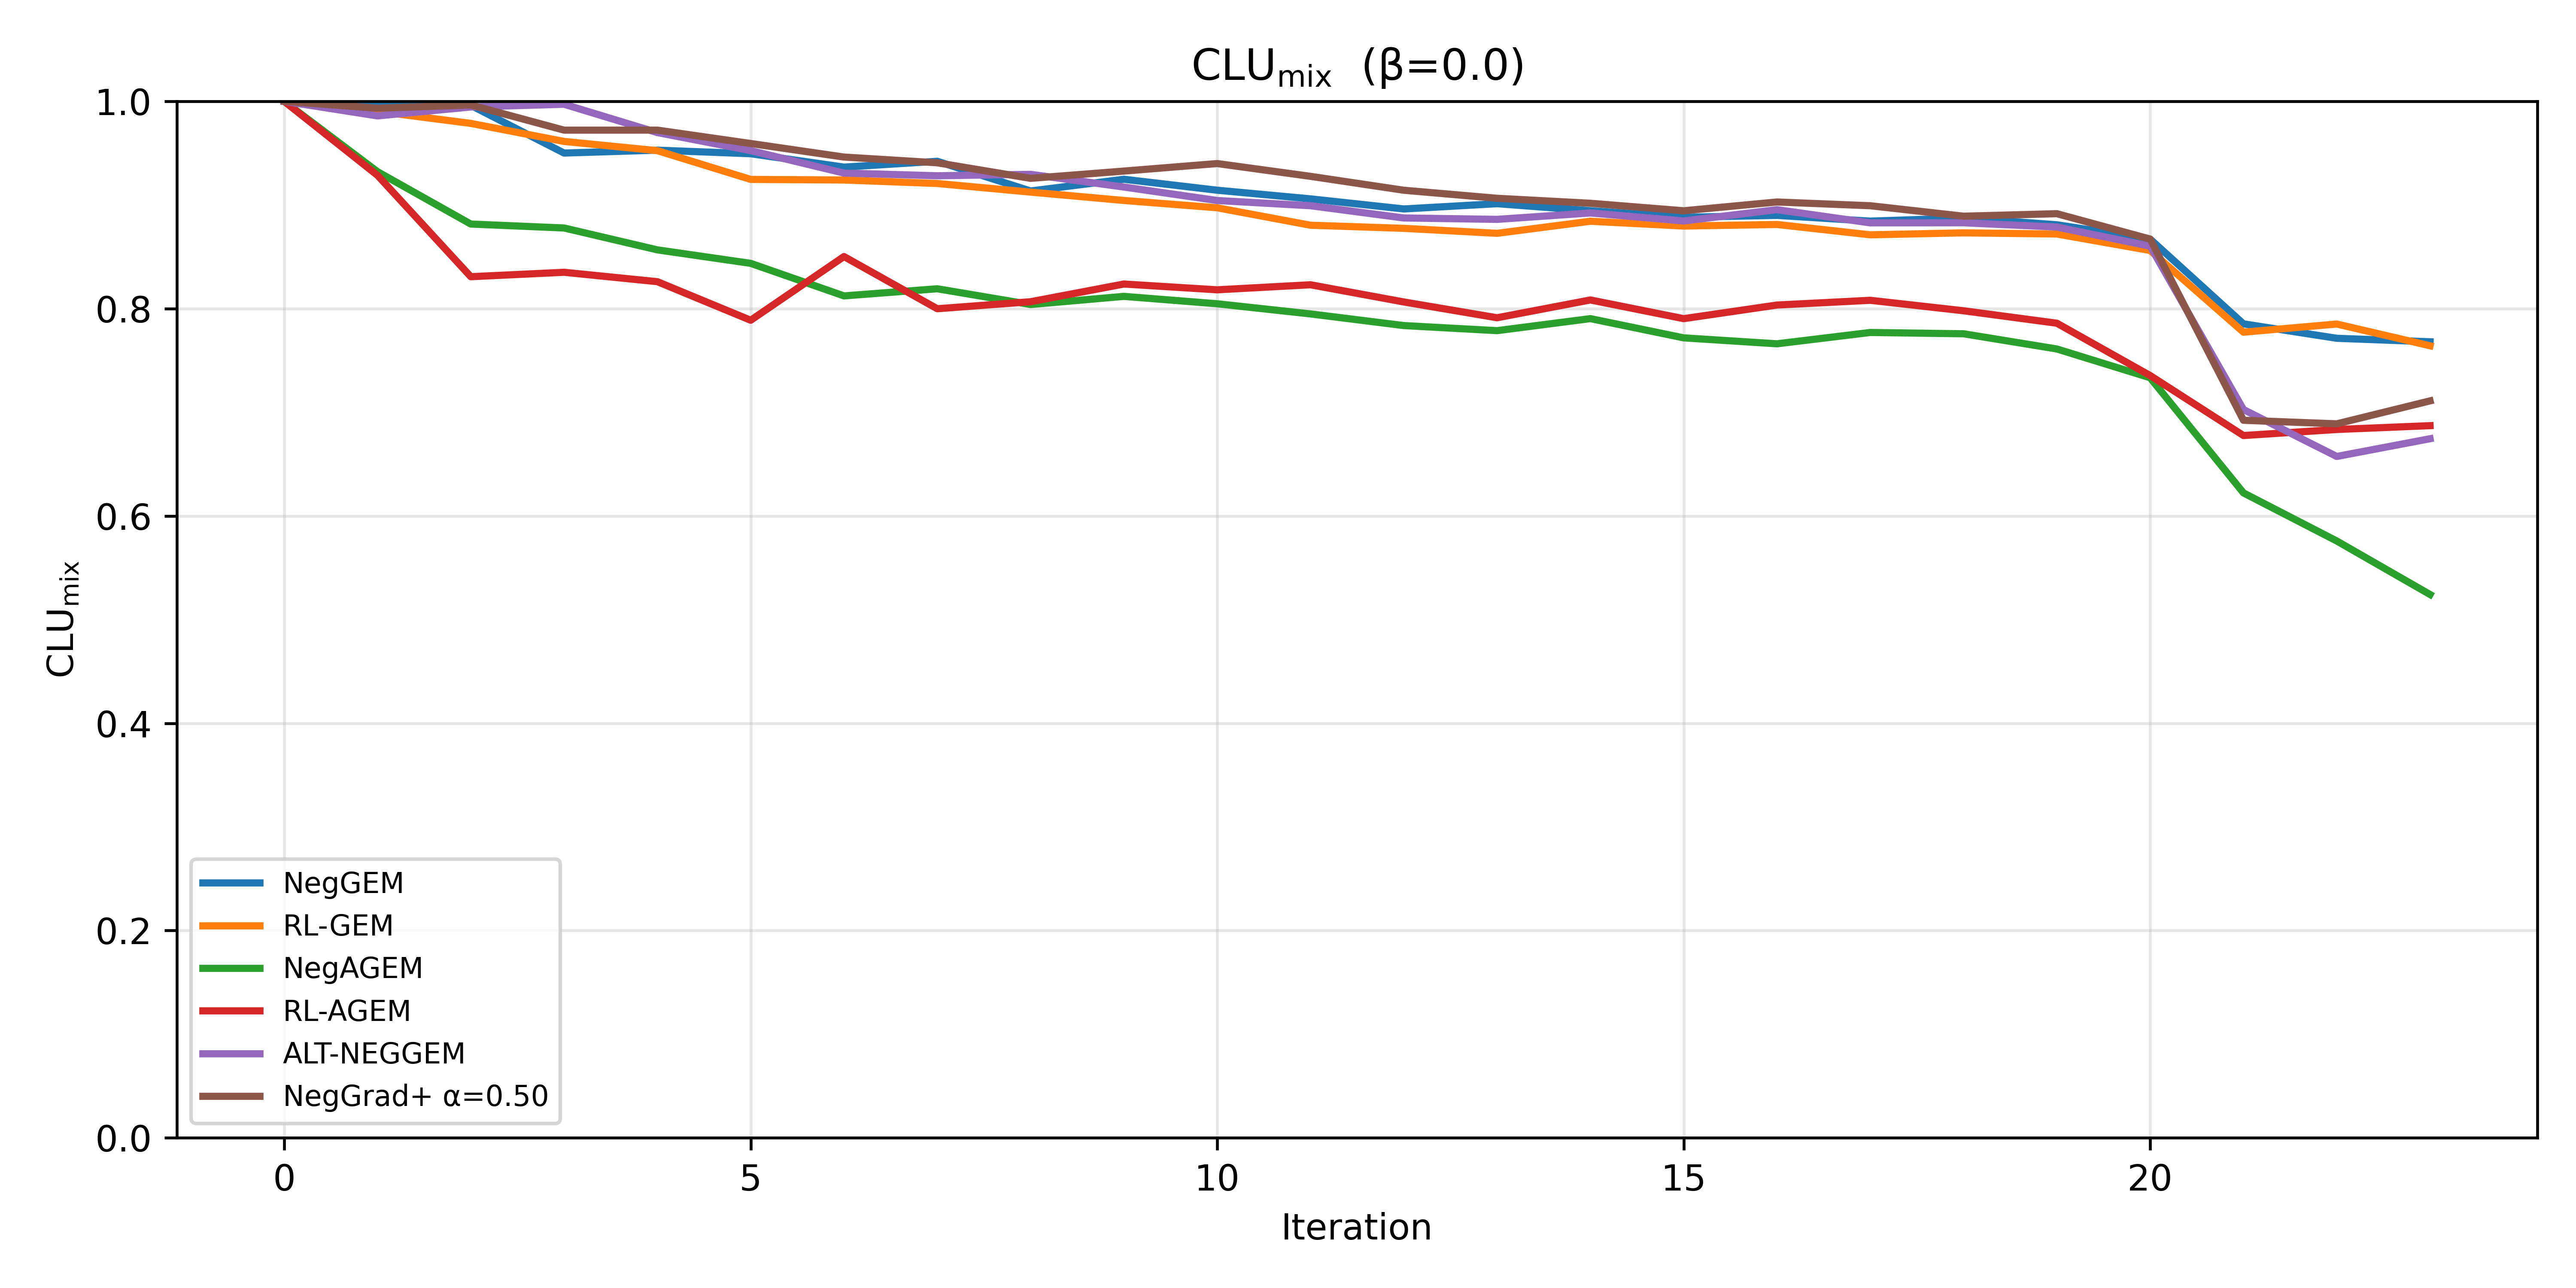 CLUmix (β=0.0)
1.0
0.8
0.6
0.4
0.2
0.0
CLUmix
NegGEM
RL-GEM
NegAGEM
RL-AGEM
ALT-NEGGEM
NegGrad+ α=0.50
0 5 10 15 20
Iteration